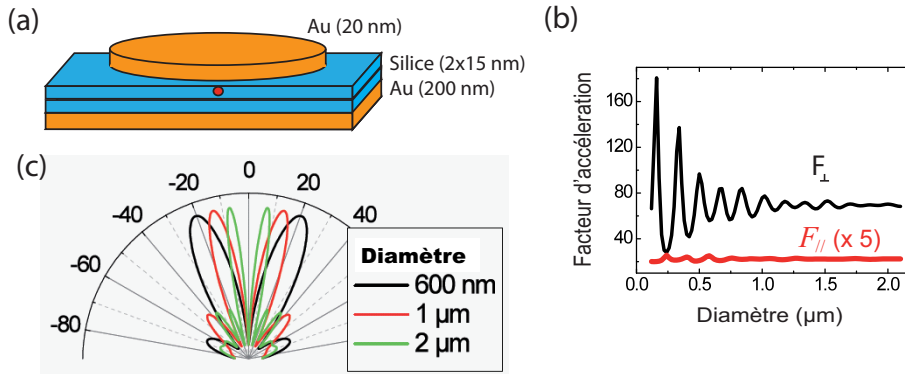 (a)
Au (20 nm)
Silice (2x15 nm)
Au (200 nm)
(b)
Facteur d'accéleration
160
120
80
40
F⊥
F// (x 5)
0.0
0.5
1.0
1.5
2.0
Diamètre (µm)
(c)
-80
-60
-40
-20
0
20
40
Diamètre
600 nm
1 µm
2 µm